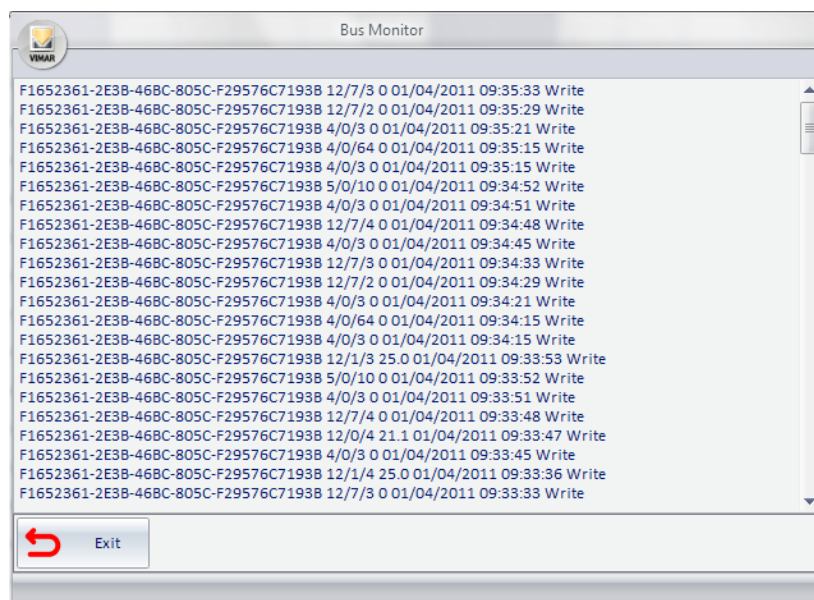 Bus Monitor
VIMAR
F1652361-2E3B-46BC-805C-F29576C7193B 12/7/3 0 01/04/2011 09:35:33 Write
F1652361-2E3B-46BC-805C-F29576C7193B 12/7/2 0 01/04/2011 09:35:29 Write
F1652361-2E3B-46BC-805C-F29576C7193B 4/0/3 0 01/04/2011 09:35:21 Write
F1652361-2E3B-46BC-805C-F29576C7193B 4/0/64 0 01/04/2011 09:35:15 Write
F1652361-2E3B-46BC-805C-F29576C7193B 4/0/3 0 01/04/2011 09:35:15 Write
F1652361-2E3B-46BC-805C-F29576C7193B 5/0/10 0 01/04/2011 09:34:52 Write
F1652361-2E3B-46BC-805C-F29576C7193B 4/0/3 0 01/04/2011 09:34:51 Write
F1652361-2E3B-46BC-805C-F29576C7193B 12/7/4 0 01/04/2011 09:34:48 Write
F1652361-2E3B-46BC-805C-F29576C7193B 4/0/3 0 01/04/2011 09:34:45 Write
F1652361-2E3B-46BC-805C-F29576C7193B 12/7/3 0 01/04/2011 09:34:33 Write
F1652361-2E3B-46BC-805C-F29576C7193B 12/7/2 0 01/04/2011 09:34:29 Write
F1652361-2E3B-46BC-805C-F29576C7193B 4/0/3 0 01/04/2011 09:34:21 Write
F1652361-2E3B-46BC-805C-F29576C7193B 4/0/64 0 01/04/2011 09:34:15 Write
F1652361-2E3B-46BC-805C-F29576C7193B 4/0/3 0 01/04/2011 09:34:15 Write
F1652361-2E3B-46BC-805C-F29576C7193B 12/1/3 25.0 01/04/2011 09:33:53 Write
F1652361-2E3B-46BC-805C-F29576C7193B 5/0/10 0 01/04/2011 09:33:52 Write
F1652361-2E3B-46BC-805C-F29576C7193B 4/0/3 0 01/04/2011 09:33:51 Write
F1652361-2E3B-46BC-805C-F29576C7193B 12/7/4 0 01/04/2011 09:33:48 Write
F1652361-2E3B-46BC-805C-F29576C7193B 12/0/4 21.1 01/04/2011 09:33:47 Write
F1652361-2E3B-46BC-805C-F29576C7193B 4/0/3 0 01/04/2011 09:33:45 Write
F1652361-2E3B-46BC-805C-F29576C7193B 12/1/4 25.0 01/04/2011 09:33:36 Write
F1652361-2E3B-46BC-805C-F29576C7193B 12/7/3 0 01/04/2011 09:33:33 Write
Exit